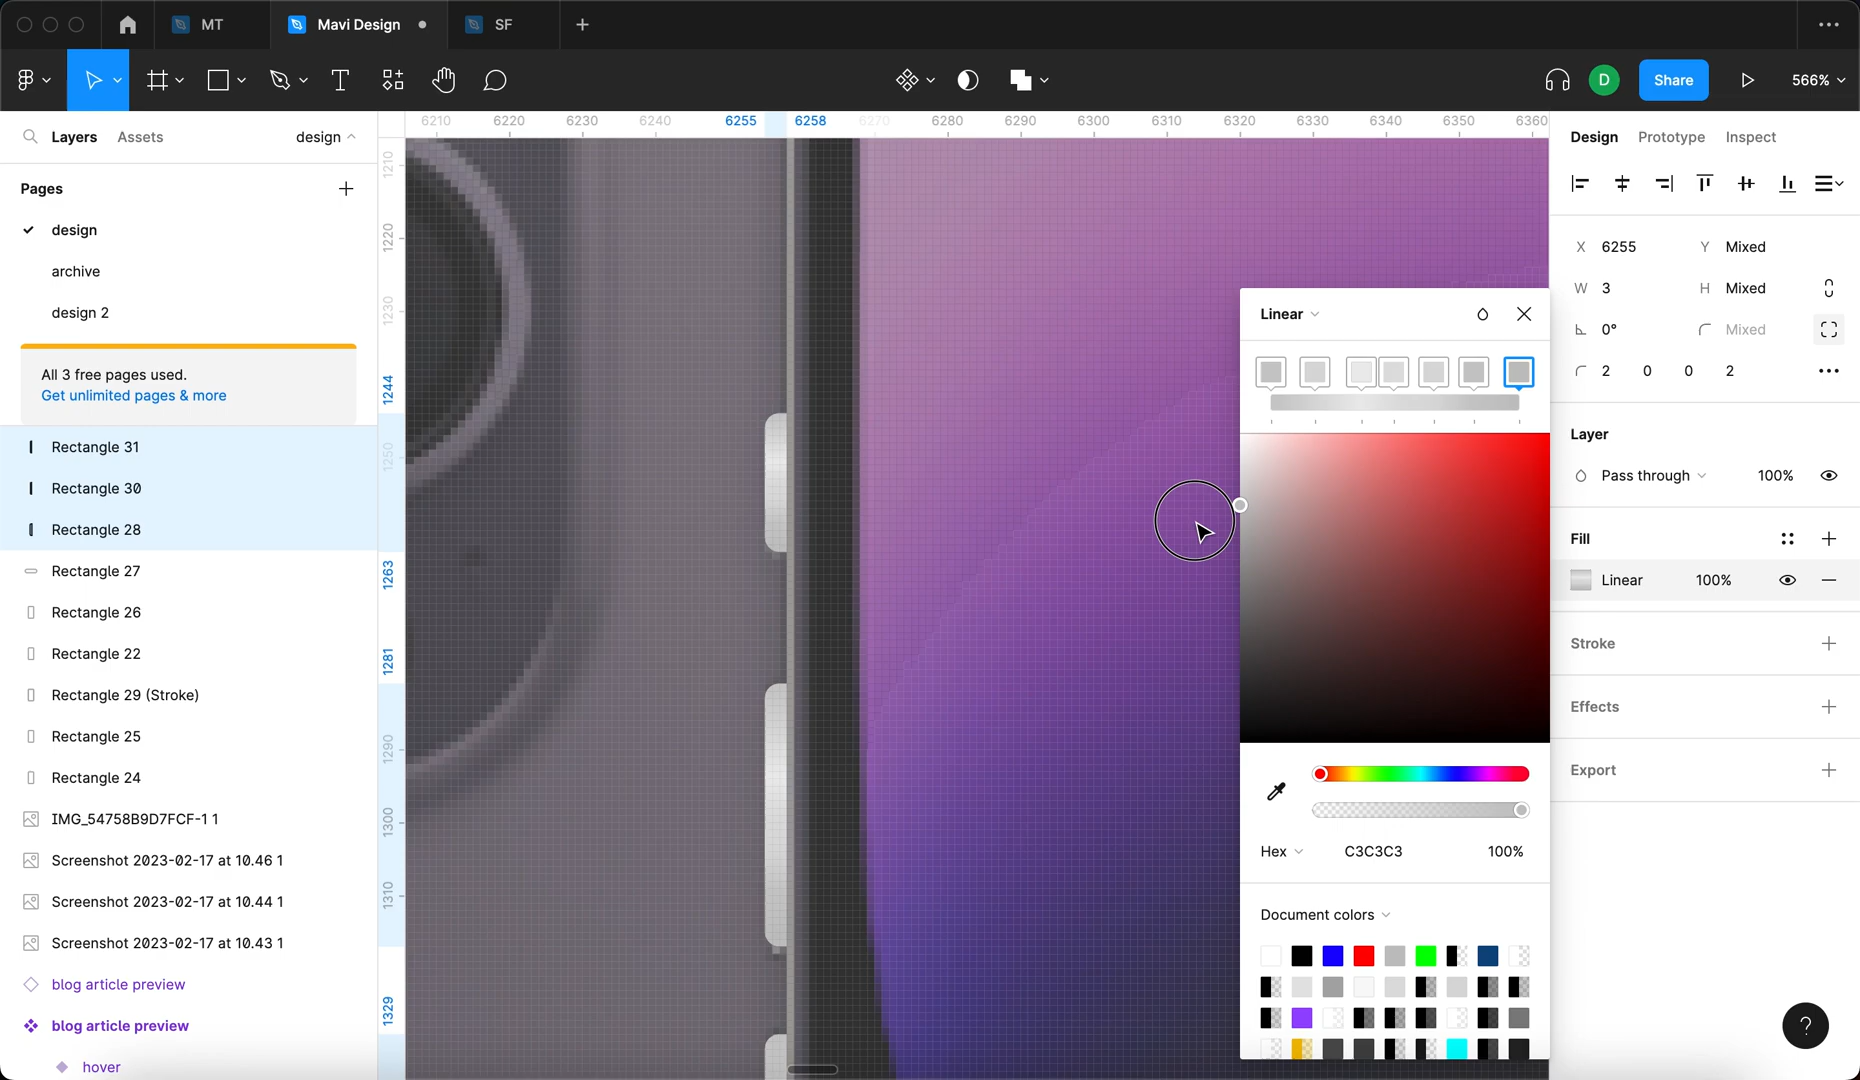 MT
Mavi Design
SF
D
Share
566%
Layers
Assets
design
6210 6220 6230 6240 6255 6258 6270 6280 6290 6300 6310 6320 6330 6340 6350 6360
Design
Prototype
Inspect
Pages
design
archive
design 2
All 3 free pages used.
Get unlimited pages & more
Rectangle 31
Rectangle 30
Rectangle 28
Rectangle 27
Rectangle 26
Rectangle 22
Rectangle 29 (Stroke)
Rectangle 25
Rectangle 24
IMG_54758B9D7FCF-1 1
Screenshot 2023-02-17 at 10.46 1
Screenshot 2023-02-17 at 10.44 1
Screenshot 2023-02-17 at 10.43 1
blog article preview
blog article preview
hover
1210
1220
1230
1244
1250
1263
1281
1290
1300
1310
1329
Linear
Hex
C3C3C3
100%
Document colors
X 6255
Y Mixed
W 3
H Mixed
0°
Mixed
2 0 0 2
Layer
Pass through
100%
Fill
Linear
100%
Stroke
Effects
Export
?